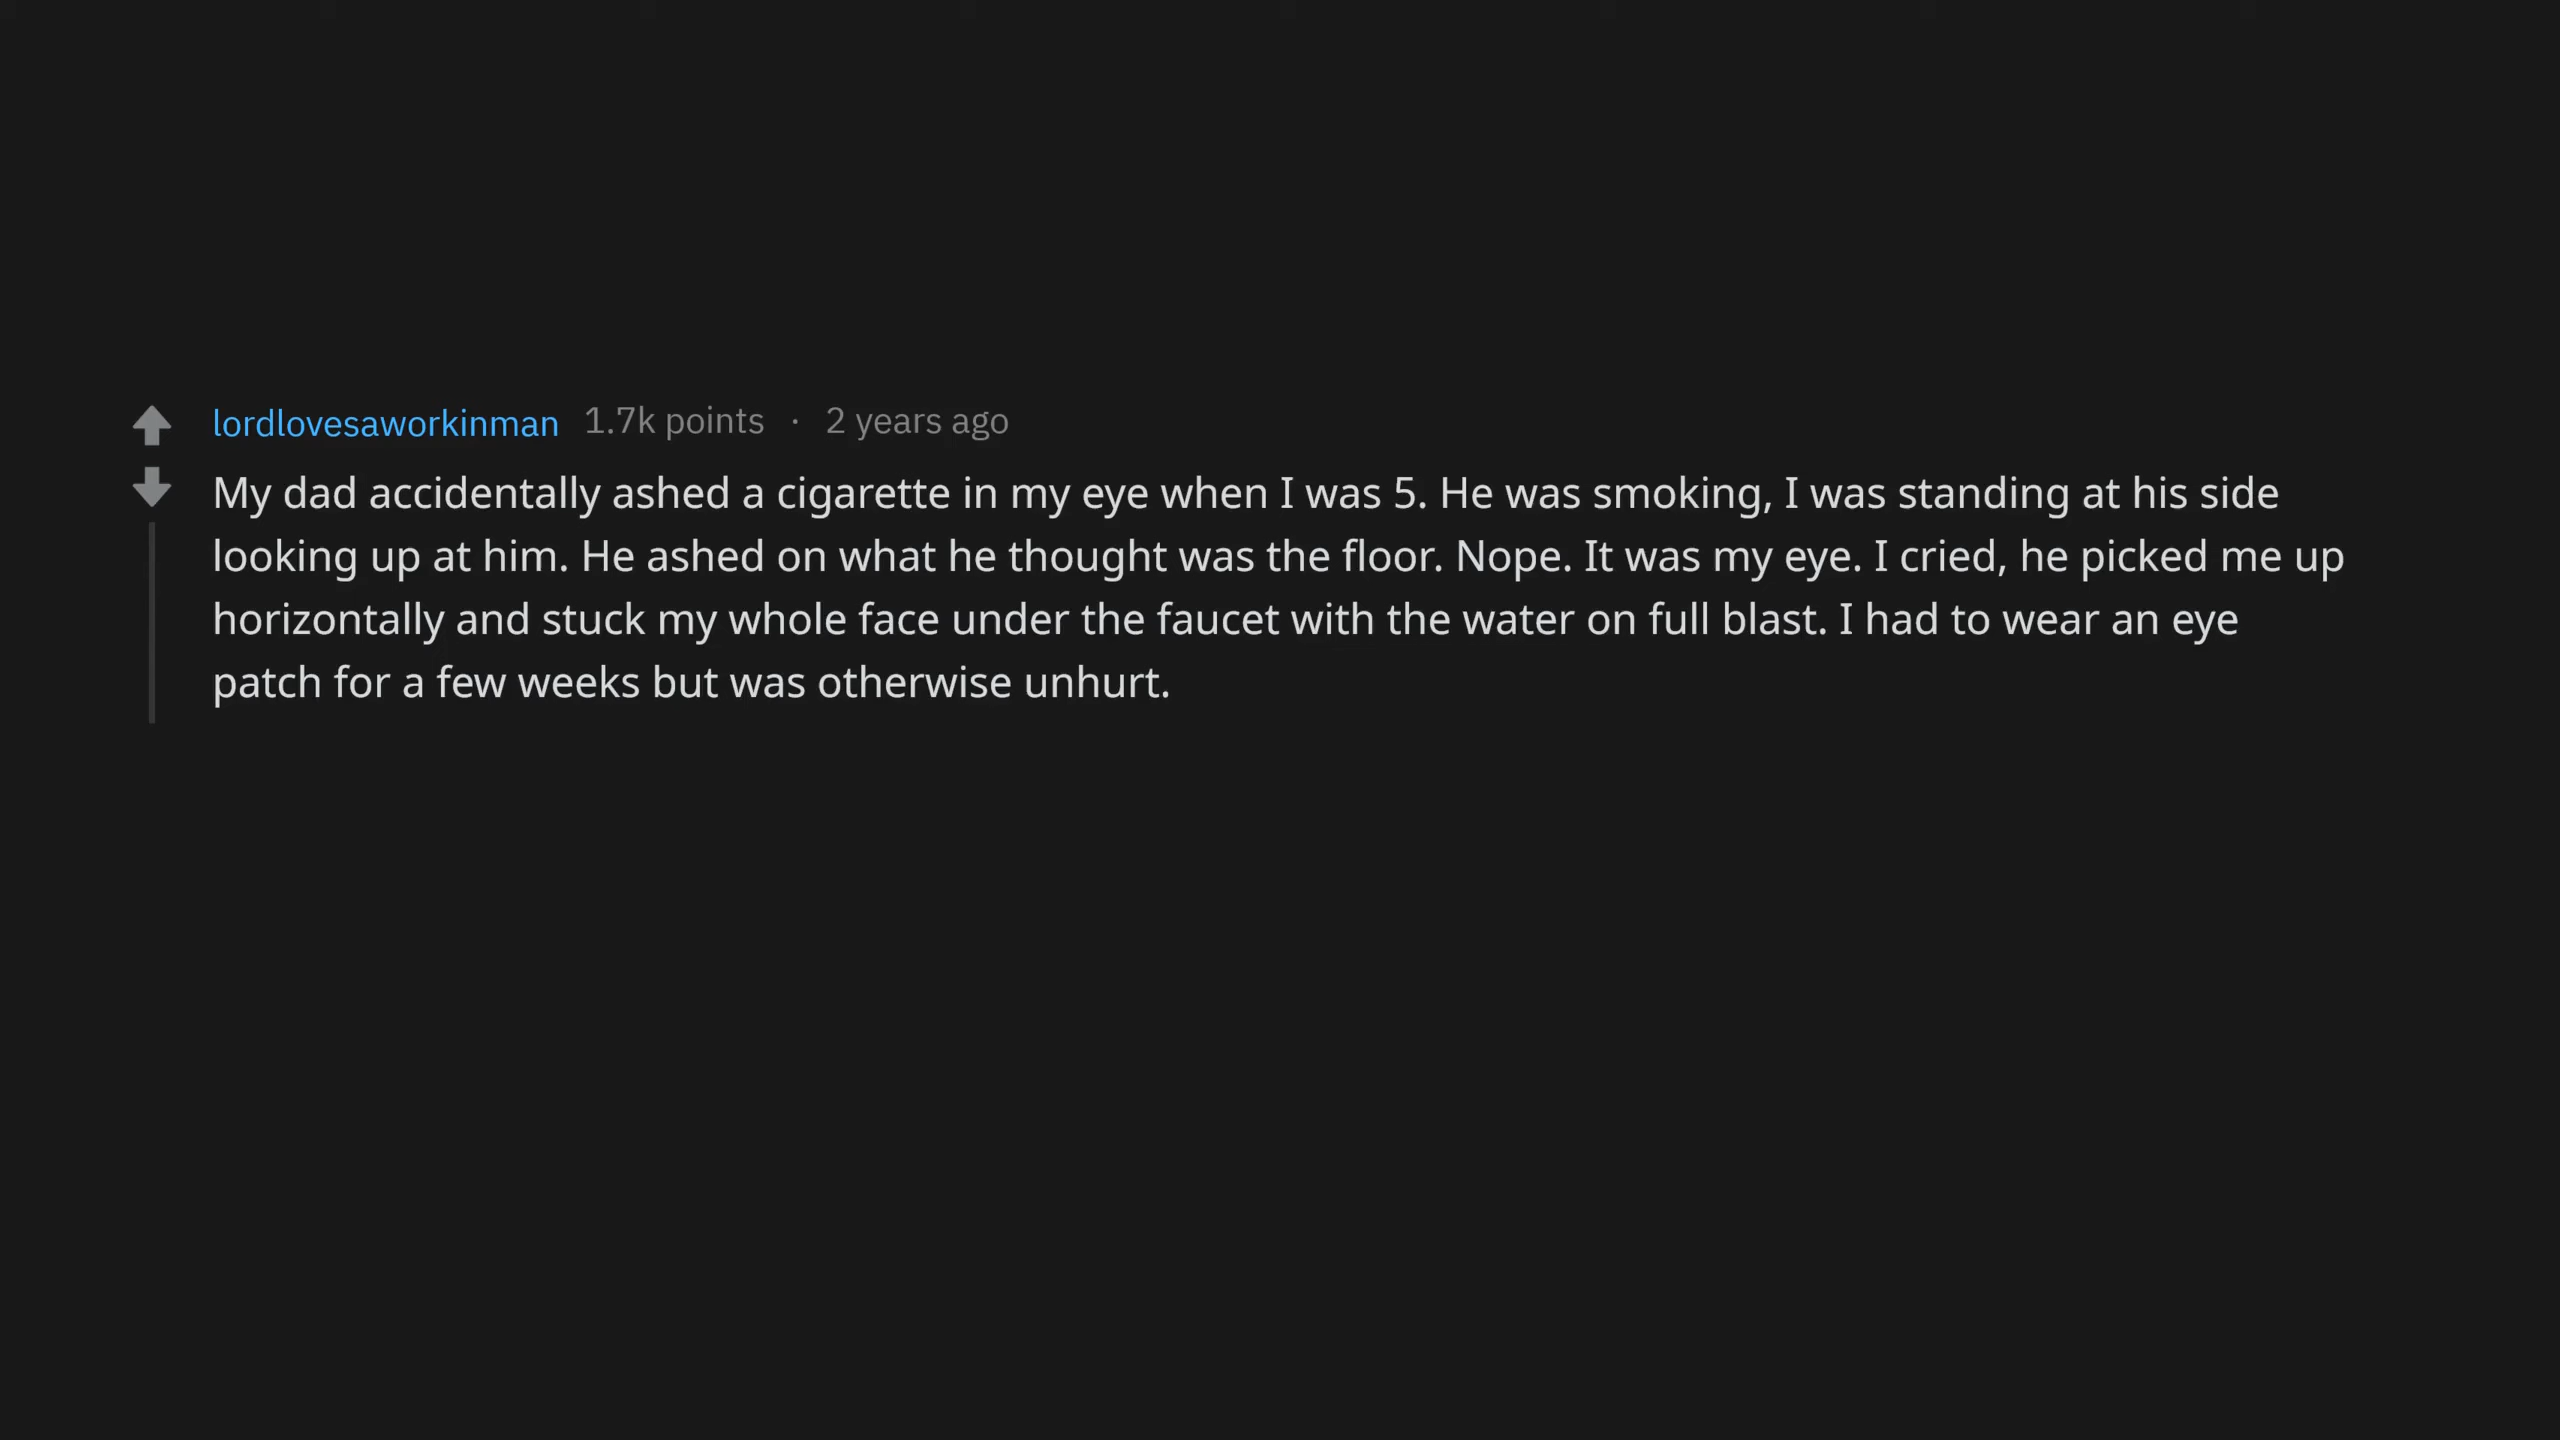 lordlovesaworkinman 1.7k points · 2 years ago
My dad accidentally ashed a cigarette in my eye when I was 5. He was smoking, I was standing at his side
looking up at him. He ashed on what he thought was the floor. Nope. It was my eye. I cried, he picked me up
horizontally and stuck my whole face under the faucet with the water on full blast. I had to wear an eye
patch for a few weeks but was otherwise unhurt.